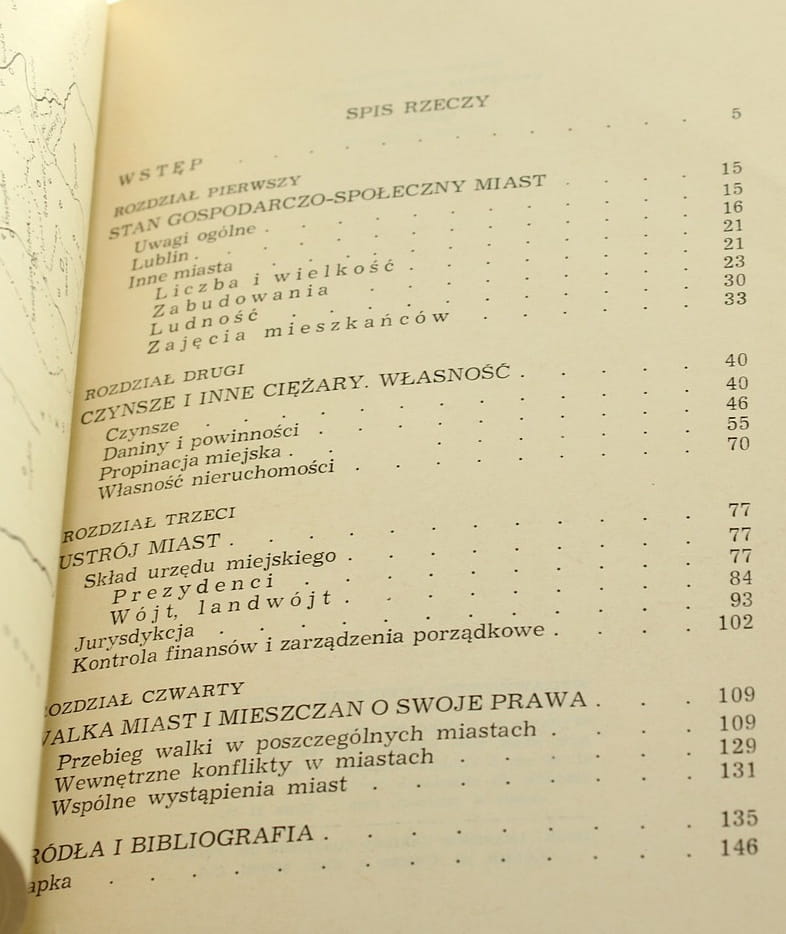 SPIS RZECZY
WSTĘP . . . . . . . . . . 5
ROZDZIAŁ PIERWSZY
STAN GOSPODARCZO-SPOŁECZNY MIAST . . . . 15
Uwagi ogólne . . . . . . . . . 15
Lublin . . . . . . . . . . 16
Inne miasta . . . . . . . . . 21
Liczba i wielkość . . . . . . 21
Zabudowania . . . . . . . 23
Ludność . . . . . . . . 30
Zajęcia mieszkańców . . . . . 33
ROZDZIAŁ DRUGI
CZYNSZE I INNE CIĘŻARY. WŁASNOŚĆ . . . . . 40
Czynsze . . . . . . . . . . 40
Daniny i powinności . . . . . . . . 46
Propinacja miejska . . . . . . . . 55
Własność nieruchomości . . . . . . . 70
ROZDZIAŁ TRZECI
USTRÓJ MIAST . . . . . . . . . 77
Skład urzędu miejskiego . . . . . . . 77
Prezydenci . . . . . . . . 77
Wójt, landwójt . . . . . . . 84
Jurysdykcja . . . . . . . . . . 93
Kontrola finansów i zarządzenia porządkowe . . . . 102
OZDZIAŁ CZWARTY
ALKA MIAST I MIESZCZAN O SWOJE PRAWA . . . 109
Przebieg walki w poszczególnych miastach . . . . 109
Wewnętrzne konflikty w miastach . . . . . . 129
Wspólne wystąpienia miast . . . . . . . 131
RÓDŁA I BIBLIOGRAFIA . . . . . . . . 135
apka . . . . . . . . . . . . 146